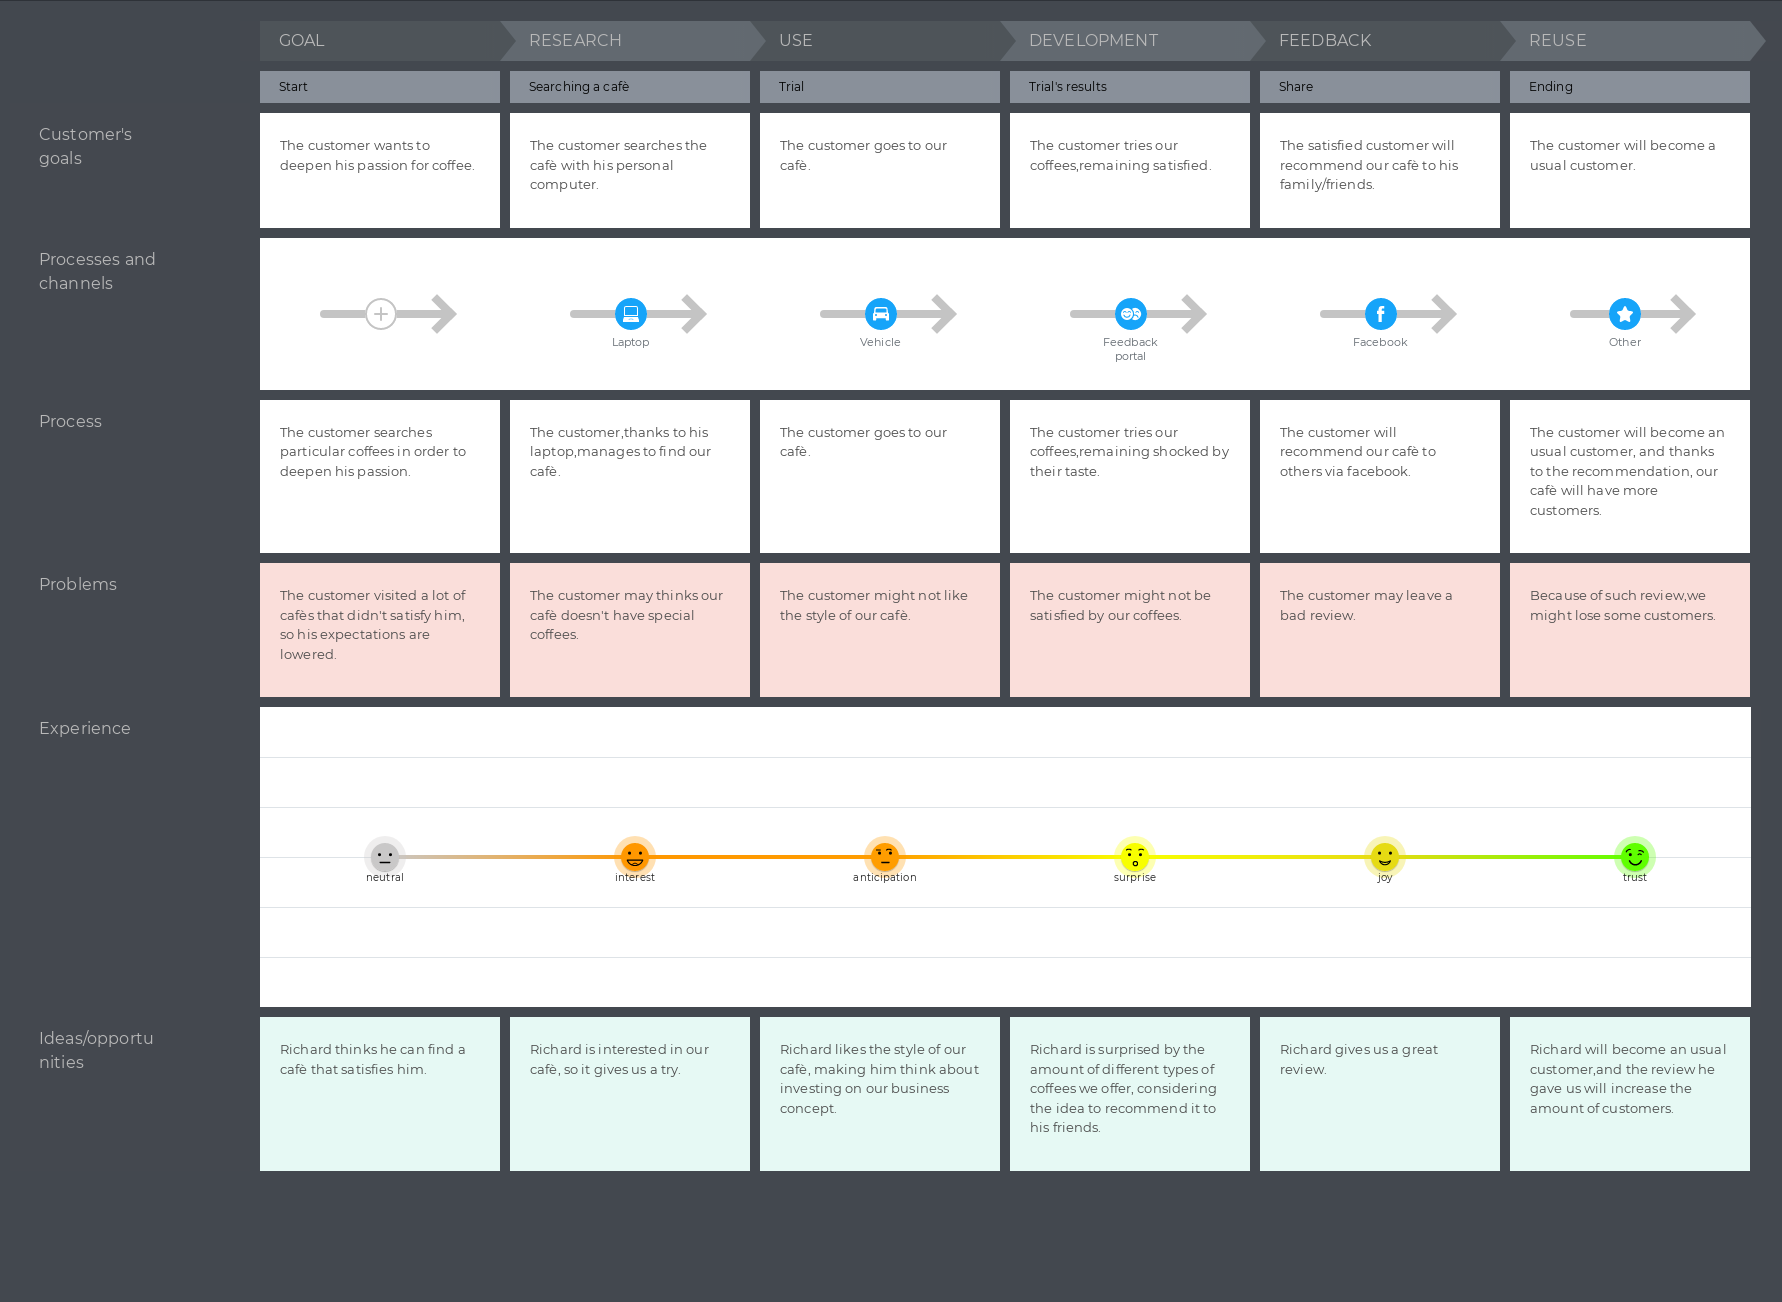 GOAL
RESEARCH
USE
DEVELOPMENT
FEEDBACK
REUSE
Start
Searching a cafè
Trial
Trial's results
Share
Ending
Customer's
goals
The customer wants to
deepen his passion for coffee.
The customer searches the
cafè with his personal
computer.
The customer goes to our
cafè.
The customer tries our
coffees,remaining satisfied.
The satisfied customer will
recommend our cafè to his
family/friends.
The customer will become a
usual customer.
Processes and
channels
Laptop
Vehicle
Feedback
portal
Facebook
Other
Process
The customer searches
particular coffees in order to
deepen his passion.
The customer,thanks to his
laptop,manages to find our
cafè.
The customer goes to our
cafè.
The customer tries our
coffees,remaining shocked by
their taste.
The customer will
recommend our cafè to
others via facebook.
The customer will become an
usual customer, and thanks
to the recommendation, our
cafè will have more
customers.
Problems
The customer visited a lot of
cafès that didn't satisfy him,
so his expectations are
lowered.
The customer may thinks our
cafè doesn't have special
coffees.
The customer might not like
the style of our cafè.
The customer might not be
satisfied by our coffees.
The customer may leave a
bad review.
Because of such review,we
might lose some customers.
Experience
neutral
interest
anticipation
surprise
joy
trust
Ideas/opportu
nities
Richard thinks he can find a
cafè that satisfies him.
Richard is interested in our
cafè, so it gives us a try.
Richard likes the style of our
cafè, making him think about
investing on our business
concept.
Richard is surprised by the
amount of different types of
coffees we offer, considering
the idea to recommend it to
his friends.
Richard gives us a great
review.
Richard will become an usual
customer,and the review he
gave us will increase the
amount of customers.